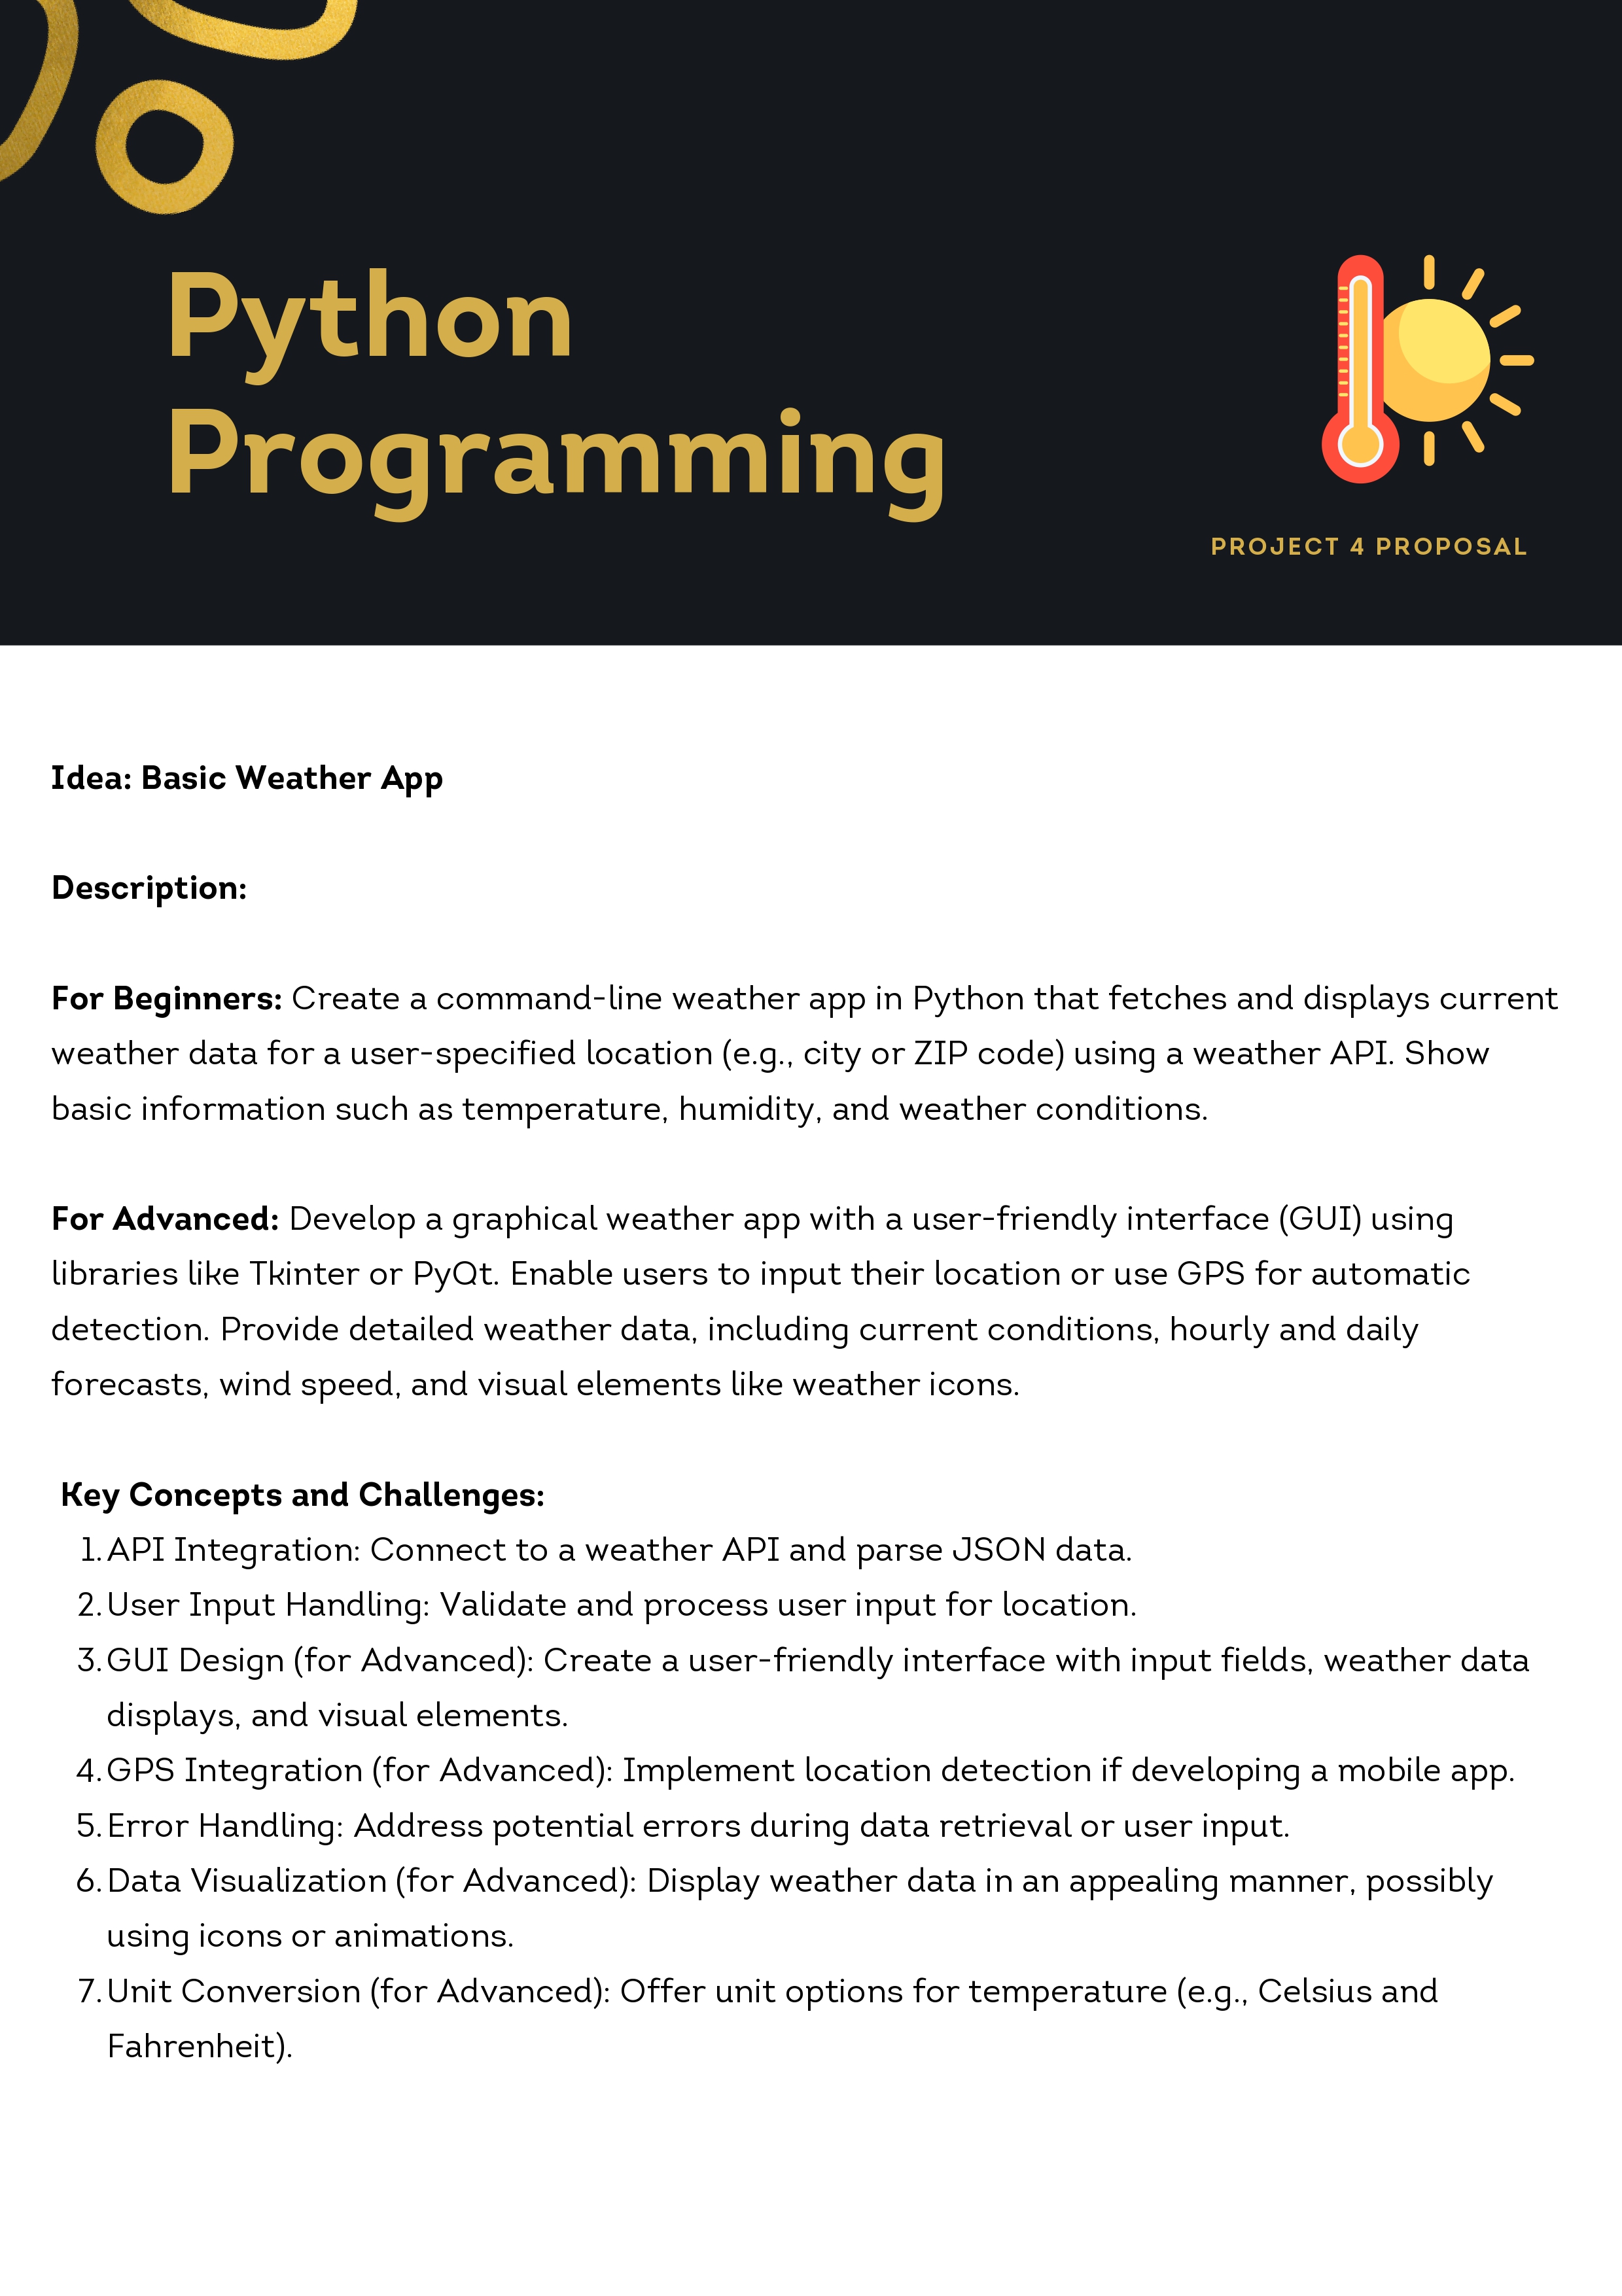 Python
Programming
PROJECT 4 PROPOSAL
Idea: Basic Weather App
Description:
For Beginners: Create a command-line weather app in Python that fetches and displays current
weather data for a user-specified location (e.g., city or ZIP code) using a weather API. Show
basic information such as temperature, humidity, and weather conditions.
For Advanced: Develop a graphical weather app with a user-friendly interface (GUI) using
libraries like Tkinter or PyQt. Enable users to input their location or use GPS for automatic
detection. Provide detailed weather data, including current conditions, hourly and daily
forecasts, wind speed, and visual elements like weather icons.
Key Concepts and Challenges:
1. API Integration: Connect to a weather API and parse JSON data.
2. User Input Handling: Validate and process user input for location.
3. GUI Design (for Advanced): Create a user-friendly interface with input fields, weather data
displays, and visual elements.
4. GPS Integration (for Advanced): Implement location detection if developing a mobile app.
5. Error Handling: Address potential errors during data retrieval or user input.
6. Data Visualization (for Advanced): Display weather data in an appealing manner, possibly
using icons or animations.
7. Unit Conversion (for Advanced): Offer unit options for temperature (e.g., Celsius and
Fahrenheit).